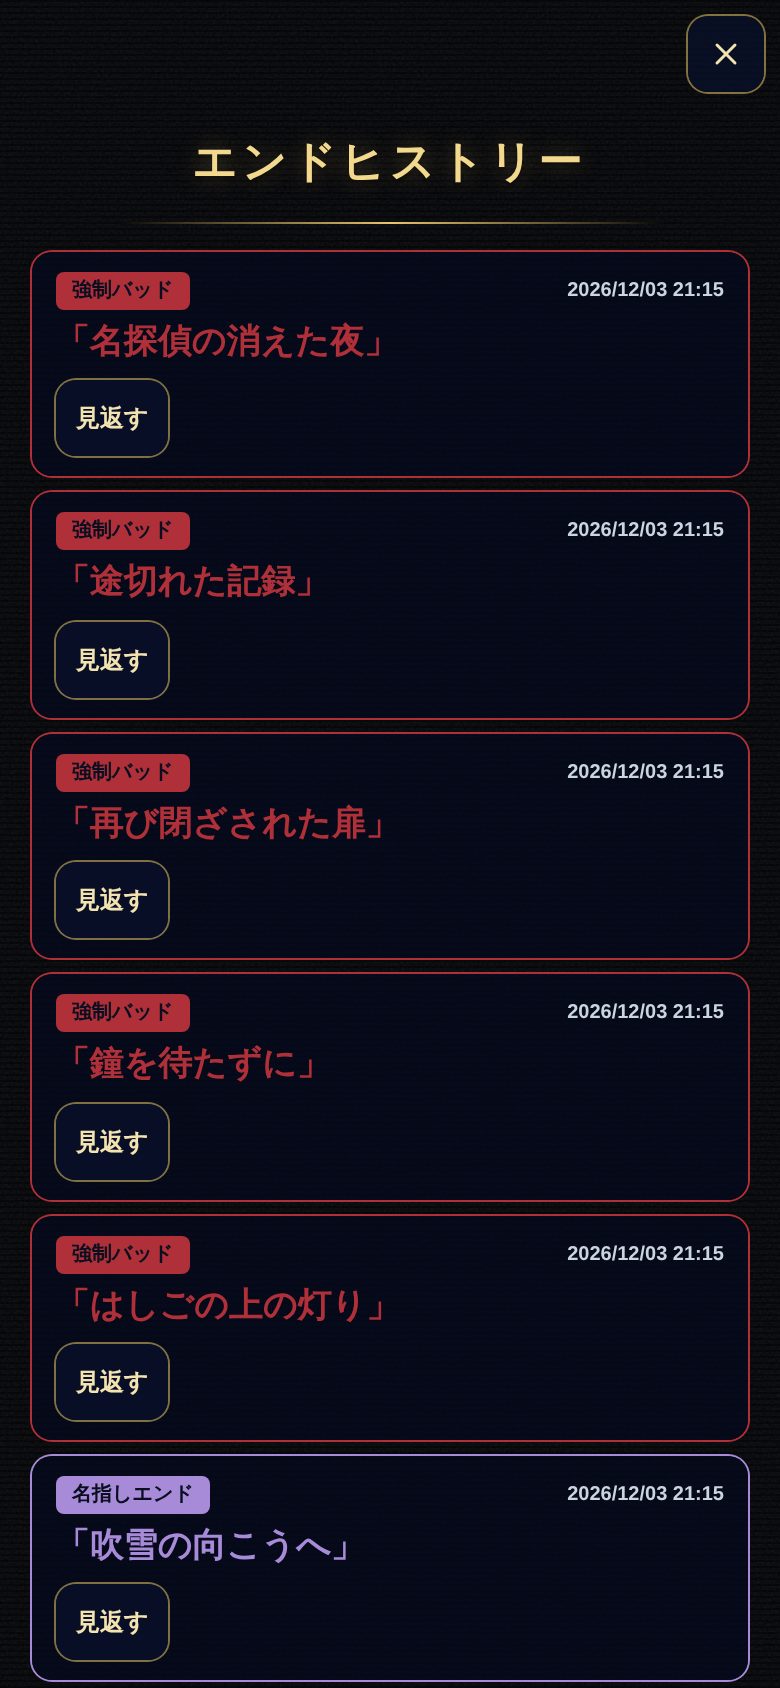 エンドヒストリー
強制バッド 2026/12/03 21:15
「名探偵の消えた夜」
見返す
強制バッド 2026/12/03 21:15
「途切れた記録」
見返す
強制バッド 2026/12/03 21:15
「再び閉ざされた扉」
見返す
強制バッド 2026/12/03 21:15
「鐘を待たずに」
見返す
強制バッド 2026/12/03 21:15
「はしごの上の灯り」
見返す
名指しエンド 2026/12/03 21:15
「吹雪の向こうへ」
見返す